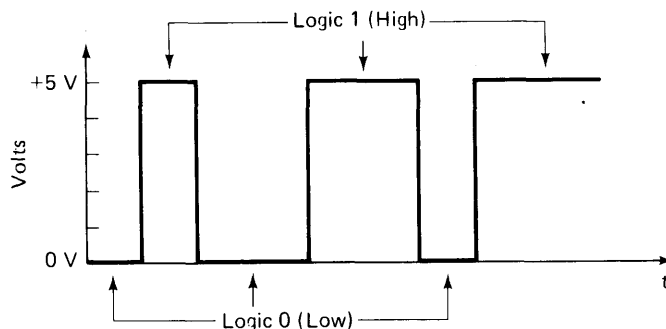 Logic 1 (High)
+5 V
Volts
0 V
t
Logic 0 (Low)